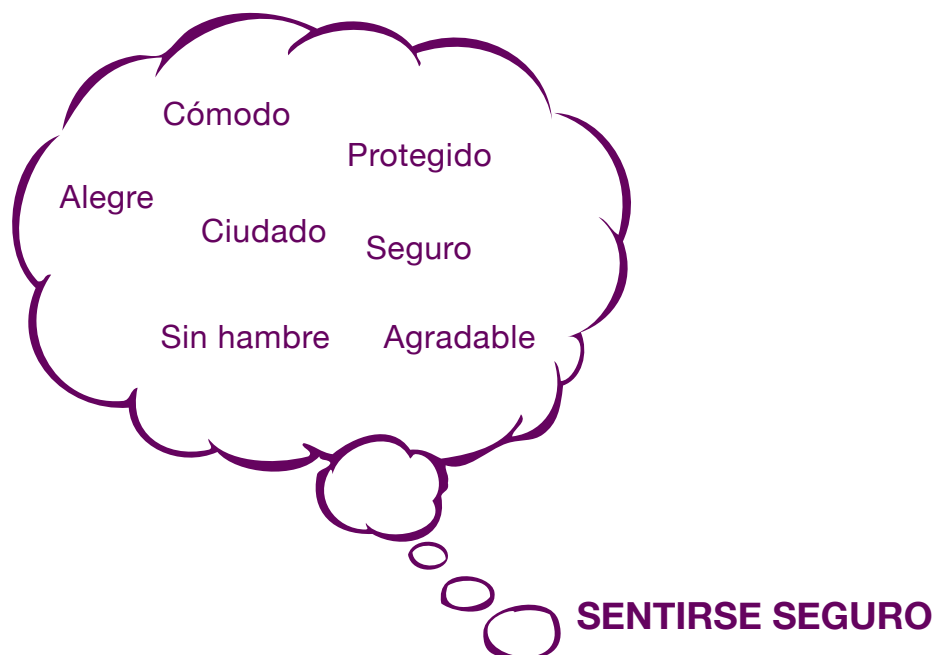 Cómodo
Protegido
Alegre
Ciudado
Seguro
Sin hambre
Agradable
SENTIRSE SEGURO